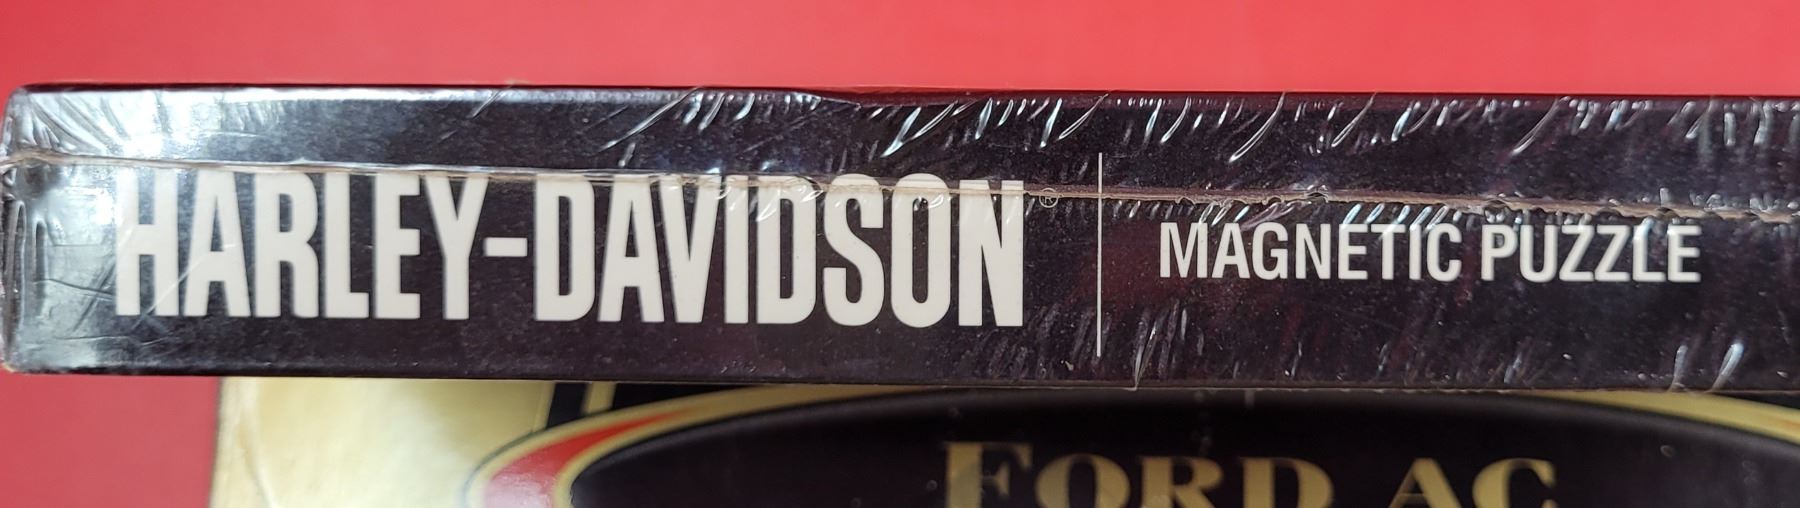 HARLEY-DAVIDSON® | MAGNETIC PUZZLE
FORD AC